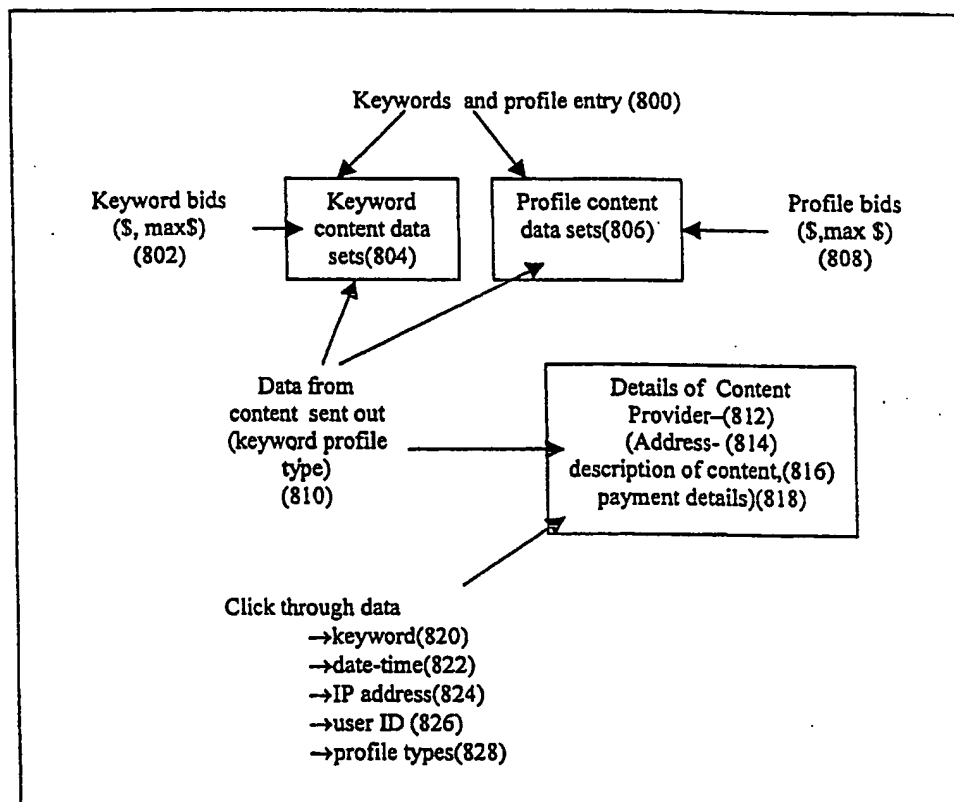 Keywords and profile entry (800)
Keyword bids
($, max$)
(802)
Keyword
content data
sets(804)
Profile content
data sets(806)
Profile bids
($,max $)
(808)
Data from
content sent out
(keyword profile
type)
(810)
Details of Content
Provider–(812)
(Address- (814)
description of content,(816)
payment details)(818)
Click through data
→keyword(820)
→date-time(822)
→IP address(824)
→user ID (826)
→profile types(828)